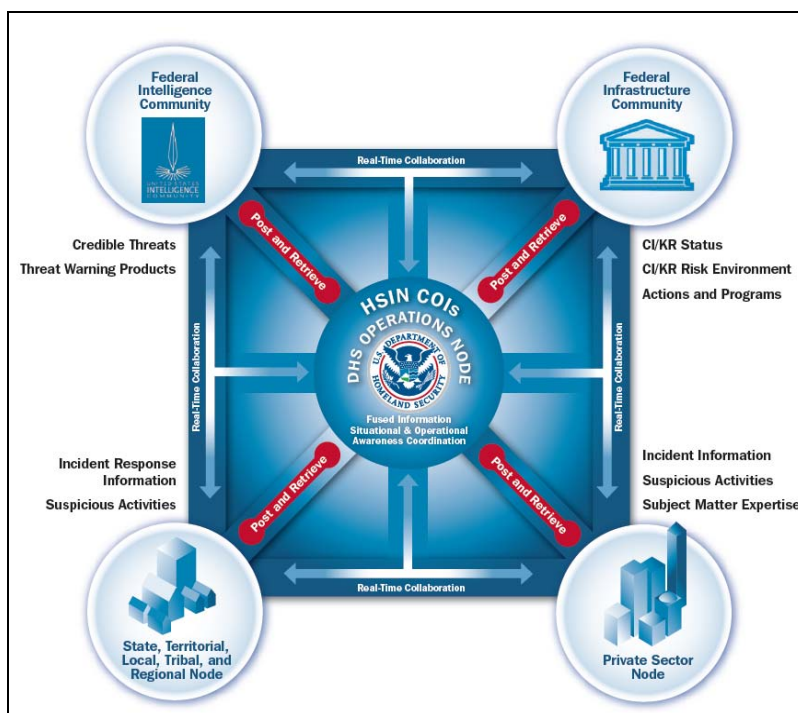 Federal
Intelligence
Community
UNITED STATES
INTELLIGENCE
COMMUNITY
Federal
Infrastructure
Community
Real-Time Collaboration
Post and Retrieve
Post and Retrieve
Credible Threats
Threat Warning Products
CI/KR Status
CI/KR Risk Environment
Actions and Programs
Real-Time Collaboration
HSIN COIs
DHS OPERATIONS NODE
U.S. DEPARTMENT OF
HOMELAND SECURITY
Fused Information
Situational & Operational
Awareness Coordination
Real-Time Collaboration
Incident Response
Information
Suspicious Activities
Incident Information
Suspicious Activities
Subject Matter Expertise
Post and Retrieve
Post and Retrieve
Real-Time Collaboration
State, Territorial,
Local, Tribal, and
Regional Node
Private Sector
Node